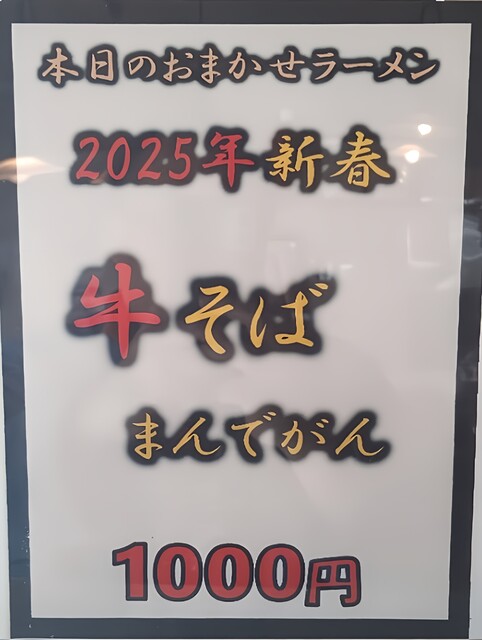 本日のおまかせラーメン
2025年新春
牛そば
まんでがん
1000円